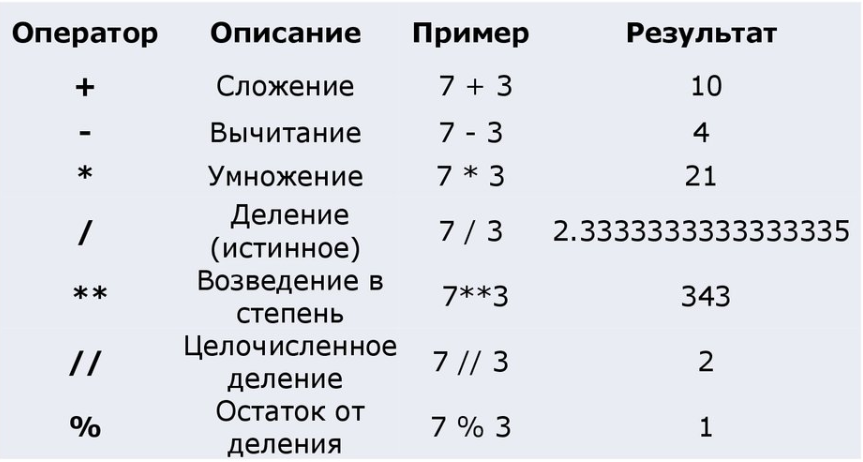 Оператор Описание Пример Результат
+ Сложение 7 + 3 10
- Вычитание 7 - 3 4
* Умножение 7 * 3 21
/ Деление (истинное) 7 / 3 2.3333333333333335
** Возведение в степень 7**3 343
// Целочисленное деление 7 // 3 2
% Остаток от деления 7 % 3 1